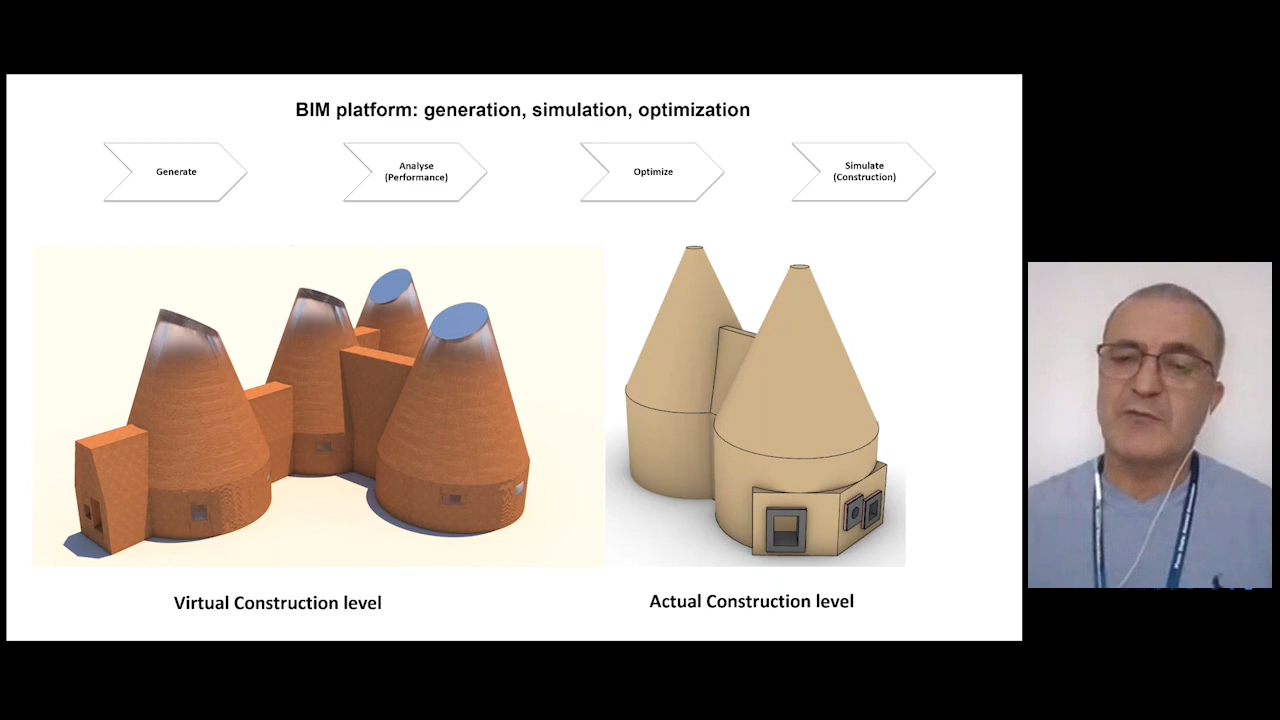 BIM platform: generation, simulation, optimization
Generate
Analyse
(Performance)
Optimize
Simulate
(Construction)
Virtual Construction level
Actual Construction level